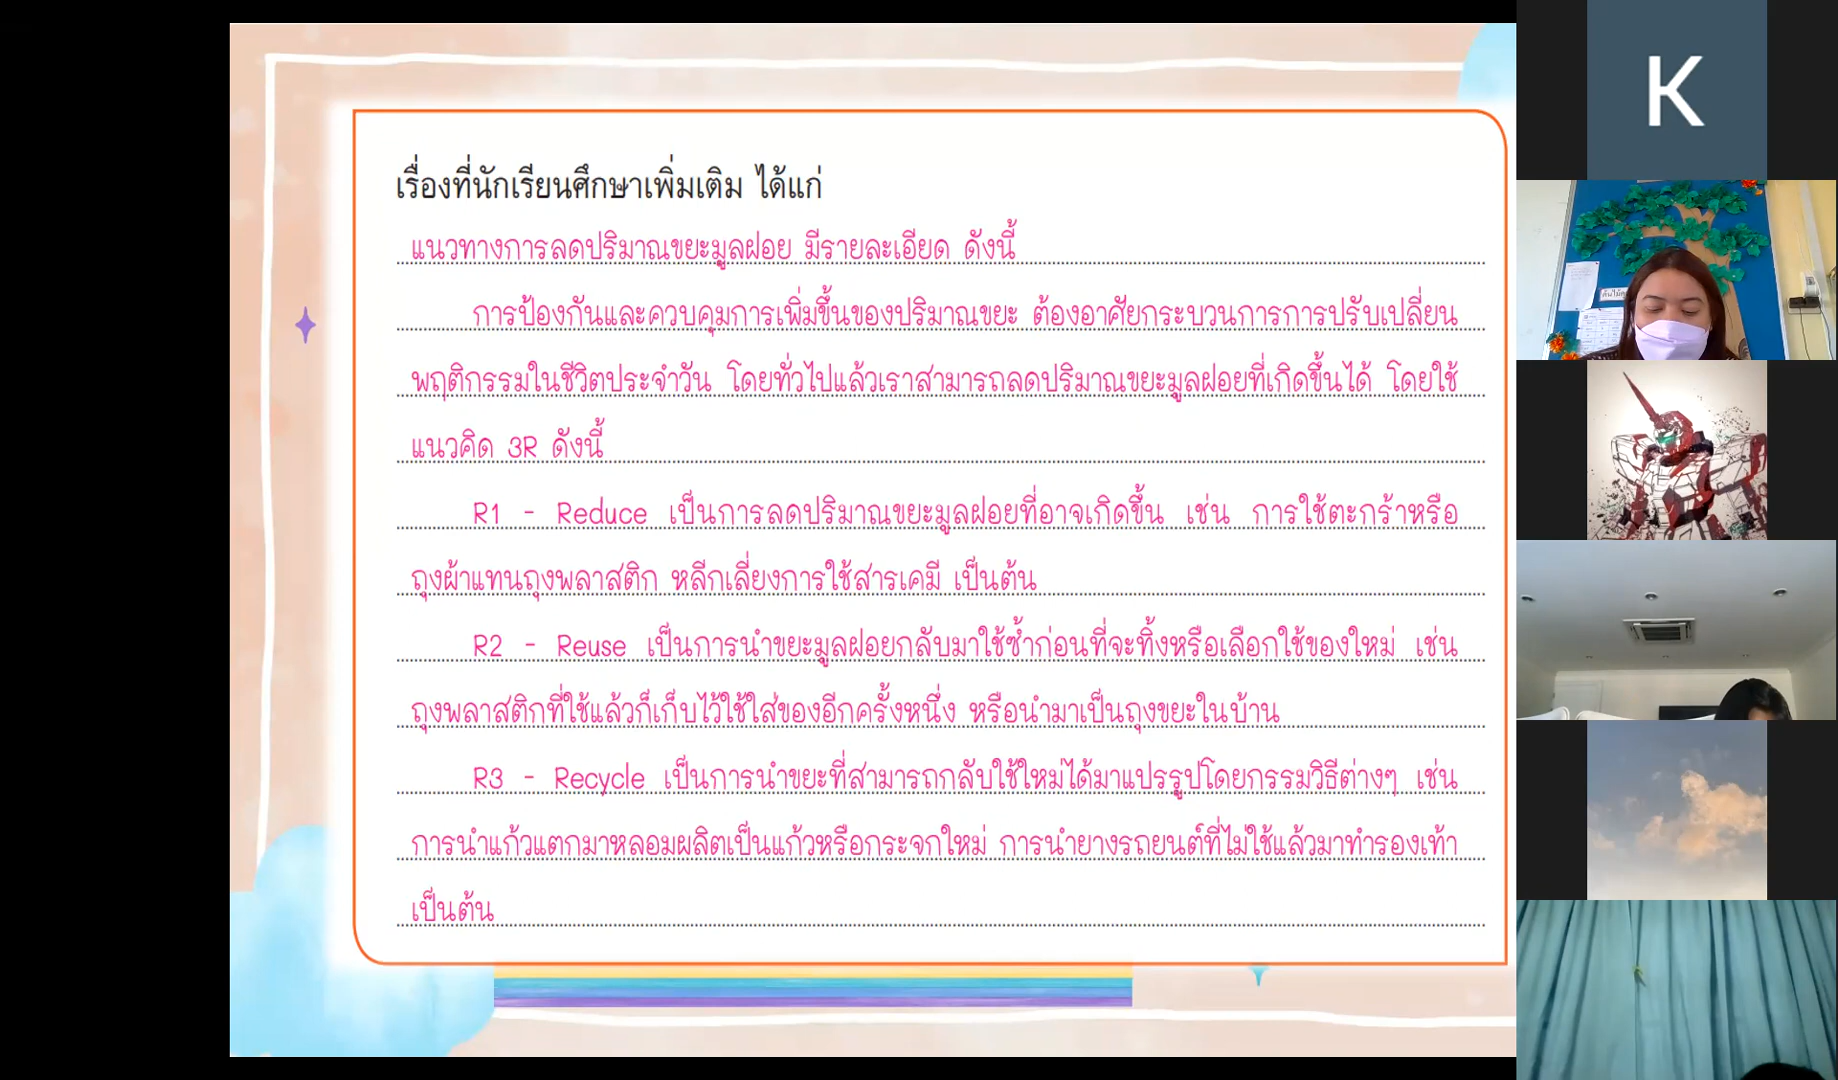 เรื่องที่นักเรียนศึกษาเพิ่มเติม ได้แก่
แนวทางการลดปริมาณขยะมูลฝอย มีรายละเอียด ดังนี้
การป้องกันและควบคุมการเพิ่มขึ้นของปริมาณขยะ ต้องอาศัยกระบวนการการปรับเปลี่ยน
พฤติกรรมในชีวิตประจำวัน โดยทั่วไปแล้วเราสามารถลดปริมาณขยะมูลฝอยที่เกิดขึ้นได้ โดยใช้
แนวคิด 3R ดังนี้
R1 - Reduce เป็นการลดปริมาณขยะมูลฝอยที่อาจเกิดขึ้น เช่น การใช้ตะกร้าหรือ
ถุงผ้าแทนถุงพลาสติก หลีกเลี่ยงการใช้สารเคมี เป็นต้น
R2 - Reuse เป็นการนำขยะมูลฝอยกลับมาใช้ซ้ำก่อนที่จะทิ้งหรือเลือกใช้ของใหม่ เช่น
ถุงพลาสติกที่ใช้แล้วก็เก็บไว้ใช้ใส่ของอีกครั้งหนึ่ง หรือนำมาเป็นถุงขยะในบ้าน
R3 - Recycle เป็นการนำขยะที่สามารถกลับใช้ใหม่ได้มาแปรรูปโดยกรรมวิธีต่างๆ เช่น
การนำแก้วแตกมาหลอมผลิตเป็นแก้วหรือกระจกใหม่ การนำยางรถยนต์ที่ไม่ใช้แล้วมาทำรองเท้า
เป็นต้น
K